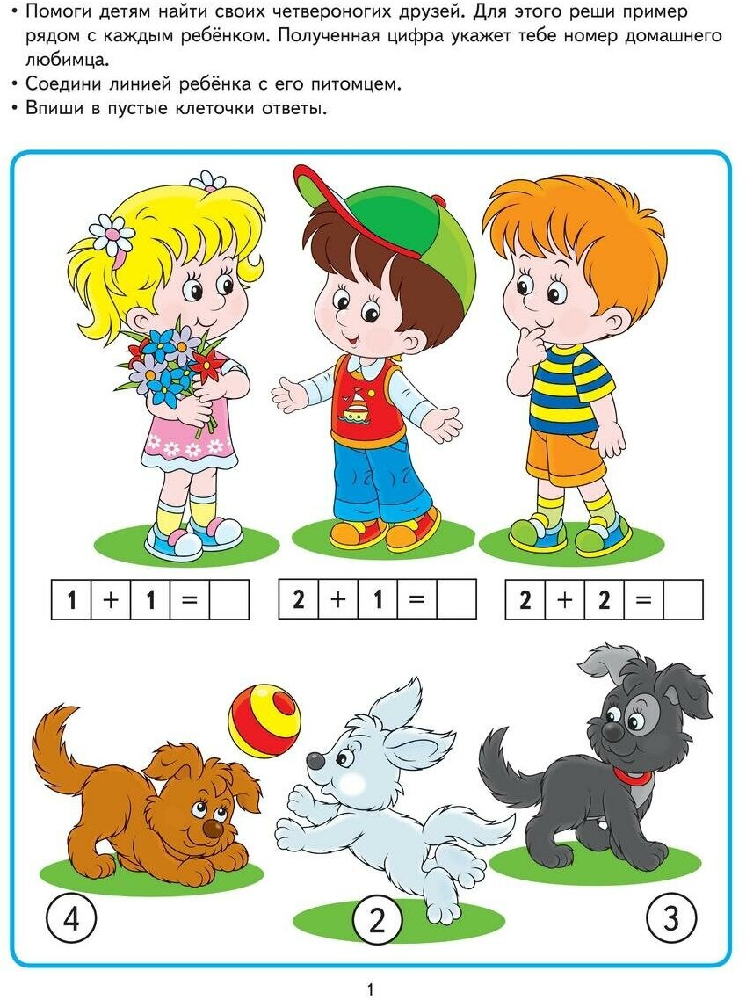 • Помоги детям найти своих четвероногих друзей. Для этого реши пример
рядом с каждым ребёнком. Полученная цифра укажет тебе номер домашнего
любимца.
• Соедини линией ребёнка с его питомцем.
• Впиши в пустые клеточки ответы.
1 + 1 =
2 + 1 =
2 + 2 =
4
2
3
1